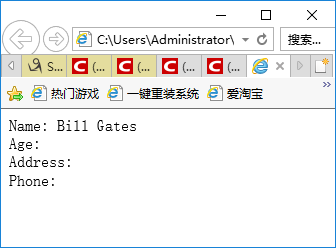 C:\Users\Administrator\
搜索...
S...
(...
(...
(...
(...
热门游戏
一键重装系统
爱淘宝
Name: Bill Gates
Age:
Address:
Phone: